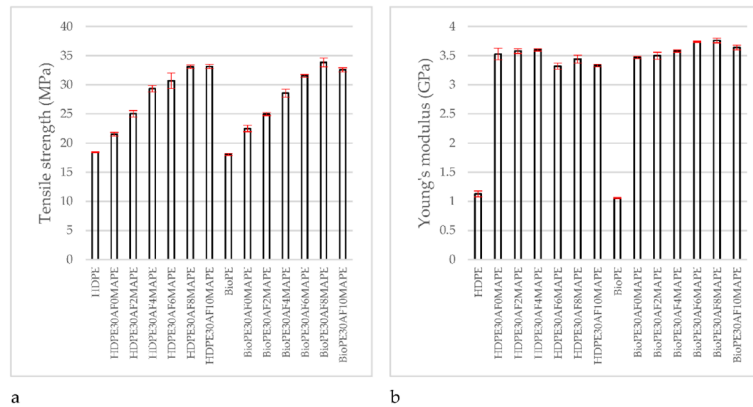 Tensile strength (MPa)
40
35
30
25
20
15
10
5
0
HDPE
HDPE30AF0MAPE
HDPE30AF2MAPE
HDPE30AF4MAPE
HDPE30AF6MAPE
HDPE30AF8MAPE
HDPE30AF10MAPE
BioPE
BioPE30AF0MAPE
BioPE30AF2MAPE
BioPE30AF4MAPE
BioPE30AF6MAPE
BioPE30AF8MAPE
BioPE30AF10MAPE
a
Young's modulus (GPa)
4
3.5
3
2.5
2
1.5
1
0.5
0
HDPE
HDPE30AF0MAPE
HDPE30AF2MAPE
HDPE30AF4MAPE
HDPE30AF6MAPE
HDPE30AF8MAPE
HDPE30AF10MAPE
BioPE
BioPE30AF0MAPE
BioPE30AF2MAPE
BioPE30AF4MAPE
BioPE30AF6MAPE
BioPE30AF8MAPE
BioPE30AF10MAPE
b